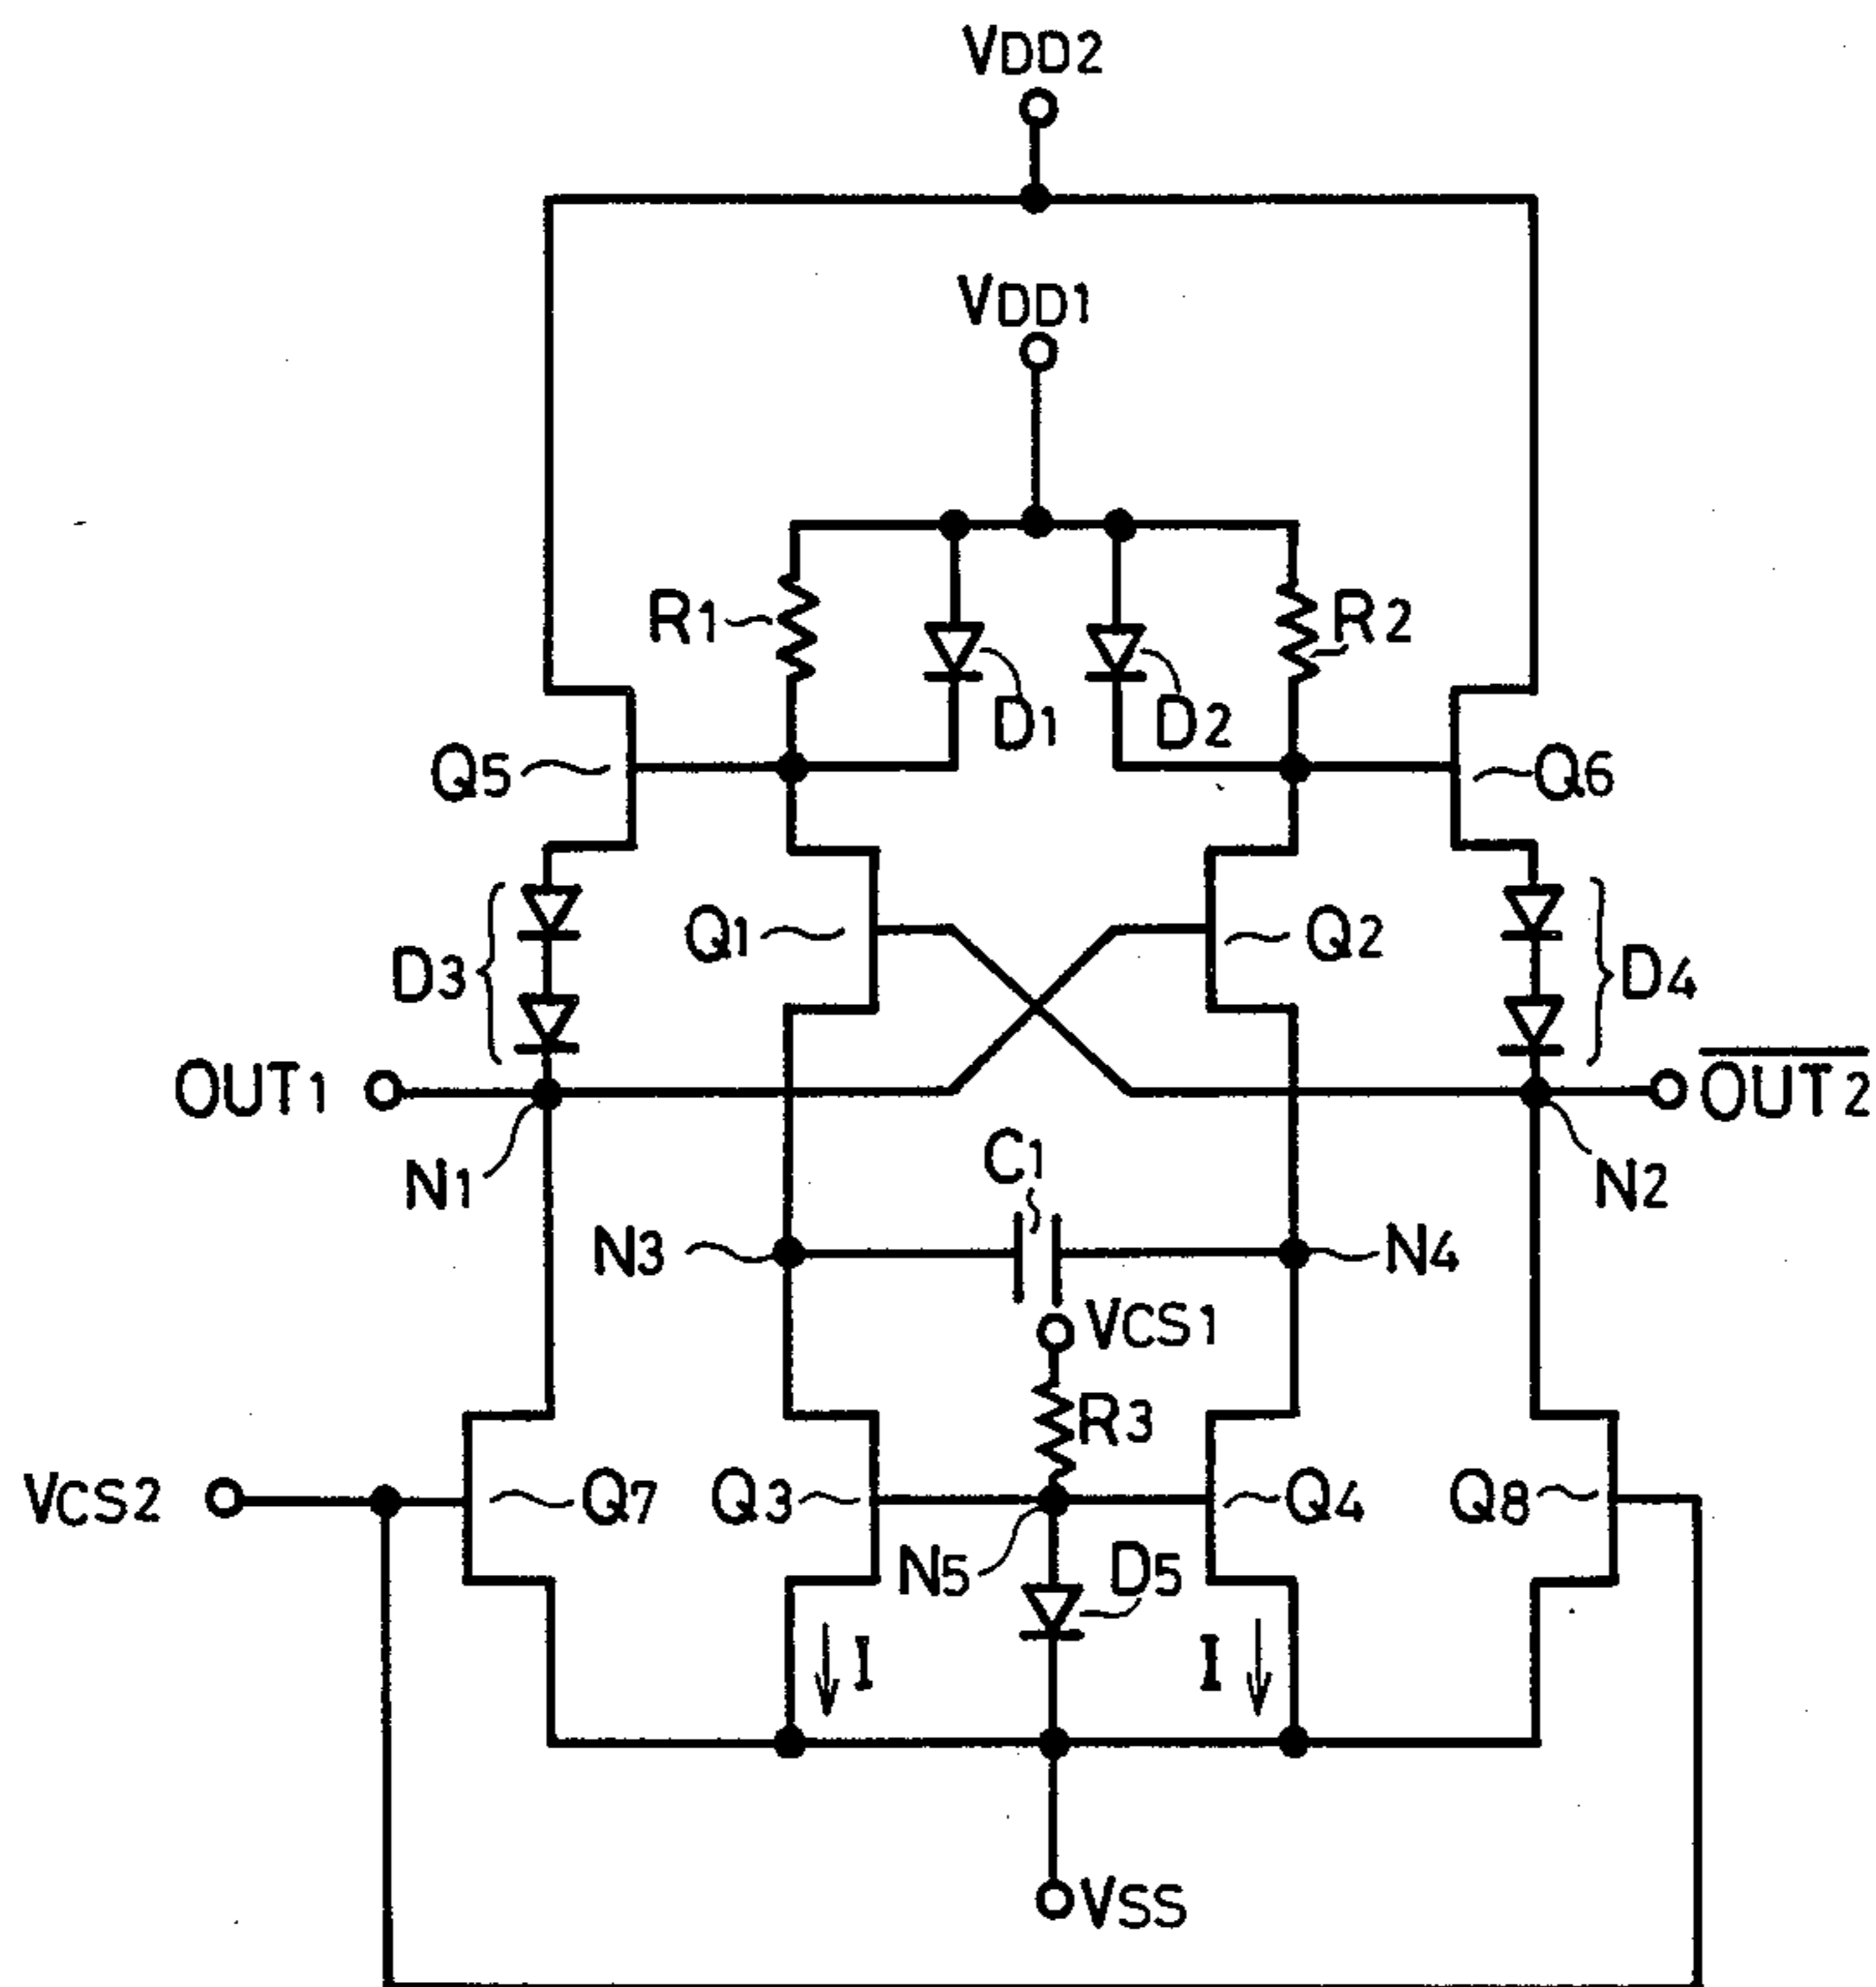 VDD2
VDD1
R1
R2
D1
D2
Q5
Q6
Q1
Q2
D3
D4
OUT1
OUT2
N1
C1
N2
N3
N4
VCS1
R3
VCS2
Q7
Q3
Q4
Q8
N5
D5
I
I
VSS